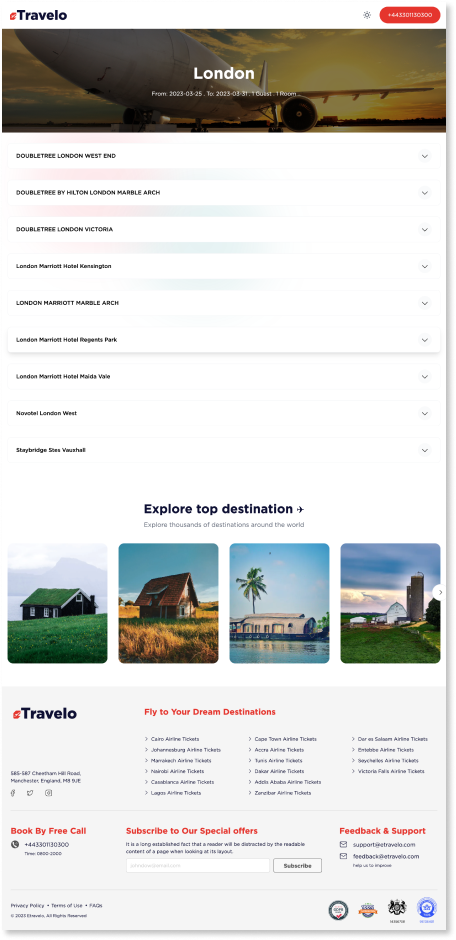 eTravelo
+443301130300
London
From: 2023-03-25 . To: 2023-03-31 . 1 Guest . 1 Room .
DOUBLETREE LONDON WEST END
DOUBLETREE BY HILTON LONDON MARBLE ARCH
DOUBLETREE LONDON VICTORIA
London Marriott Hotel Kensington
LONDON MARRIOTT MARBLE ARCH
London Marriott Hotel Regents Park
London Marriott Hotel Maida Vale
Novotel London West
Staybridge Stes Vauxhall
Explore top destination ✈
Explore thousands of destinations around the world
eTravelo
Fly to Your Dream Destinations
585-587 Cheetham Hill Road,
Manchester, England, M8 9JE
Cairo Airline Tickets
Johannesburg Airline Tickets
Marrakech Airline Tickets
Nairobi Airline Tickets
Casablanca Airline Tickets
Lagos Airline Tickets
Cape Town Airline Tickets
Accra Airline Tickets
Tunis Airline Tickets
Dakar Airline Tickets
Addis Ababa Airline Tickets
Zanzibar Airline Tickets
Dar es Salaam Airline Tickets
Entebbe Airline Tickets
Seychelles Airline Tickets
Victoria Falls Airline Tickets
Book By Free Call
+443301130300
Time: 0800-2000
Subscribe to Our Special offers
It is a long established fact that a reader will be distracted by the readable
content of a page when looking at its layout.
Subscribe
Feedback & Support
support@etravelo.com
feedback@etravelo.com
help us to improve
Privacy Policy • Terms of Use • FAQs
© 2023 Etravelo, All Rights Reserved